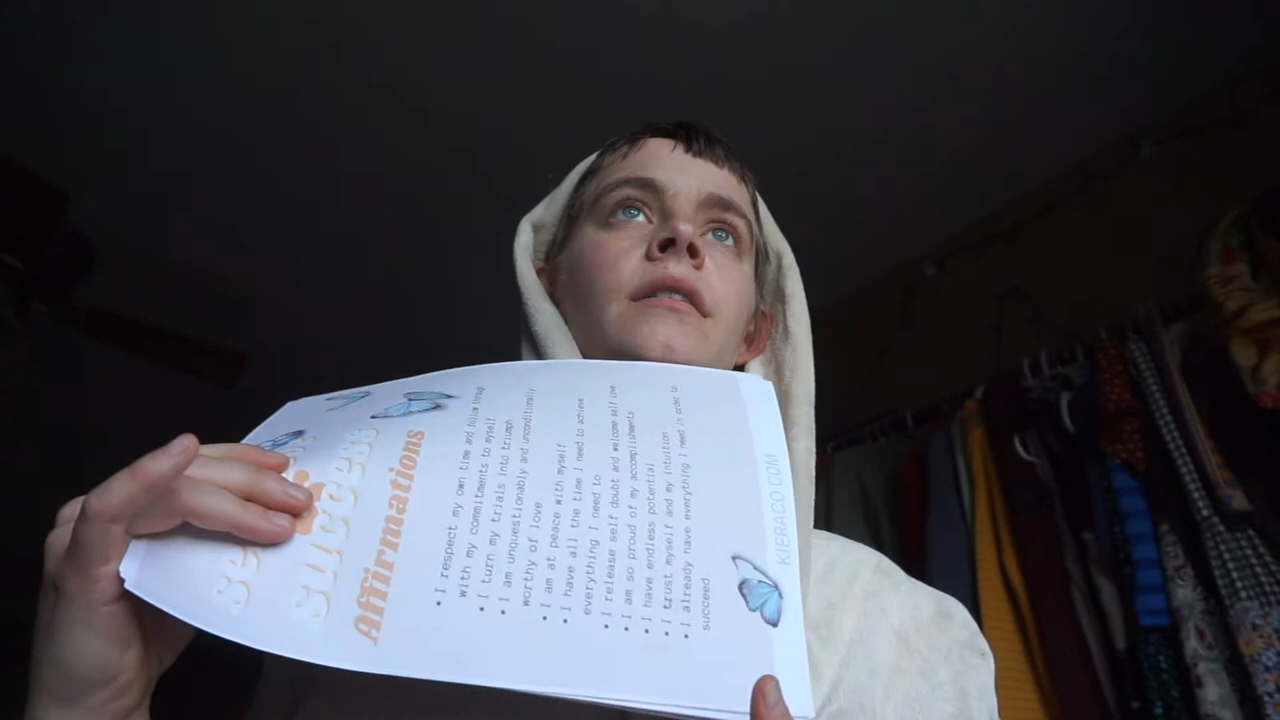 success
Affirmations
• I respect my own time and follow through
with my commitments to myself
• I turn my trials into triumph
• I am unquestionably and unconditionally
worthy of love
• I am at peace with myself
• I have all the time I need to achieve
everything I need to
• I release self doubt and welcome self love
• I am so proud of my accomplishments
• I have endless potential
• I trust myself and my intuition
• I already have everything I need in order to
succeed.
KIERACO.COM